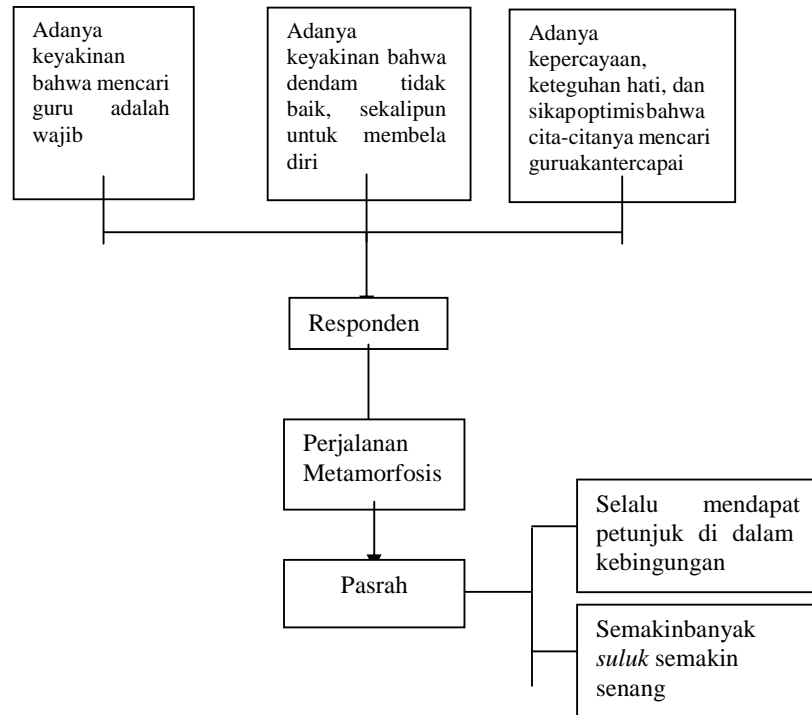 Adanya
keyakinan
bahwa mencari
guru adalah
wajib
Adanya
keyakinan bahwa
dendam tidak
baik, sekalipun
untuk membela
diri
Adanya
kepercayaan,
keteguhan hati, dan
sikapoptimisbahwa
cita-citanya mencari
guruakantercapai
Responden
Perjalanan
Metamorfosis
Pasrah
Selalu mendapat
petunjuk di dalam
kebingungan
Semakinbanyak
suluk semakin
senang